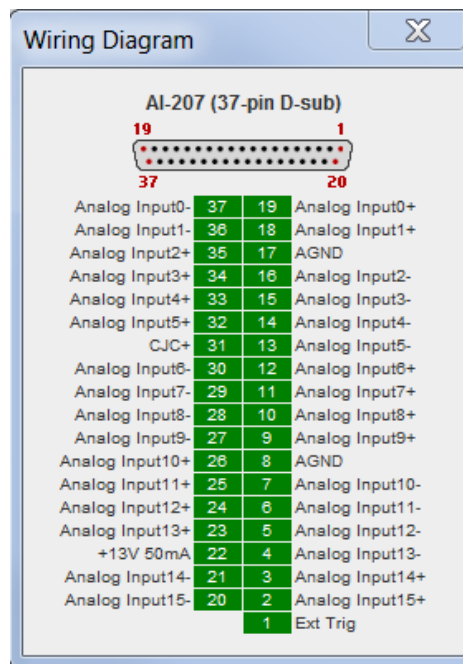 Wiring Diagram
AI-207 (37-pin D-sub)
19 1
37 20
Analog Input0- 37 19 Analog Input0+
Analog Input1- 36 18 Analog Input1+
Analog Input2+ 35 17 AGND
Analog Input3+ 34 16 Analog Input2-
Analog Input4+ 33 15 Analog Input3-
Analog Input5+ 32 14 Analog Input4-
CJC+ 31 13 Analog Input5-
Analog Input6- 30 12 Analog Input6+
Analog Input7- 29 11 Analog Input7+
Analog Input8- 28 10 Analog Input8+
Analog Input9- 27 9 Analog Input9+
Analog Input10+ 26 8 AGND
Analog Input11+ 25 7 Analog Input10-
Analog Input12+ 24 6 Analog Input11-
Analog Input13+ 23 5 Analog Input12-
+13V 50mA 22 4 Analog Input13-
Analog Input14- 21 3 Analog Input14+
Analog Input15- 20 2 Analog Input15+
1 Ext Trig